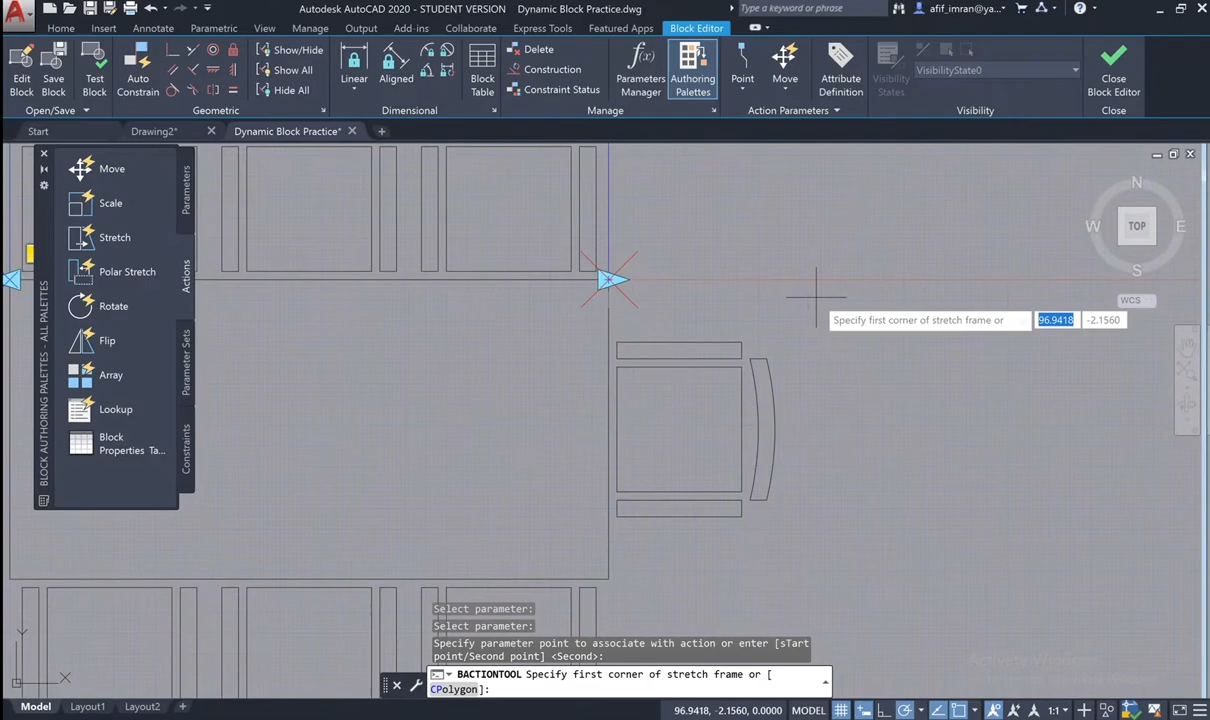 Autodesk AutoCAD 2020 - STUDENT VERSION Dynamic Block Practice.dwg
Type a keyword or phrase
afif_imran@ya...
Home Insert Annotate Parametric View Manage Output Add-ins Collaborate Express Tools Featured Apps Block Editor
Edit Block
Save Block
Test Block
Auto Constrain
Show/Hide
Show All
Hide All
Linear
Aligned
Block Table
Delete
Construction
Constraint Status
Parameters Manager
Authoring Palettes
Point
Move
Attribute Definition
Visibility States
VisibilityState0
Close Block Editor
Open/Save Geometric Dimensional Manage Action Parameters Visibility Close
Start Drawing2* Dynamic Block Practice*
Move
Scale
Stretch
Polar Stretch
Rotate
Flip
Array
Lookup
Block
Properties Ta...
Parameters
Actions
Parameter Sets
Constraints
BLOCK AUTHORING PALETTES - ALL PALETTES
N
W TOP E
S
WCS
Specify first corner of stretch frame or 96.9418 -2.1560
Y
X
Select parameter:
Select parameter:
Specify parameter point to associate with action or enter [sTart
point/Second point] <Second>:
BACTIONTOOL Specify first corner of stretch frame or [
CPolygon]:
Activate Windows
Model Layout1 Layout2
96.9418, -2.1560, 0.0000 MODEL 1:1